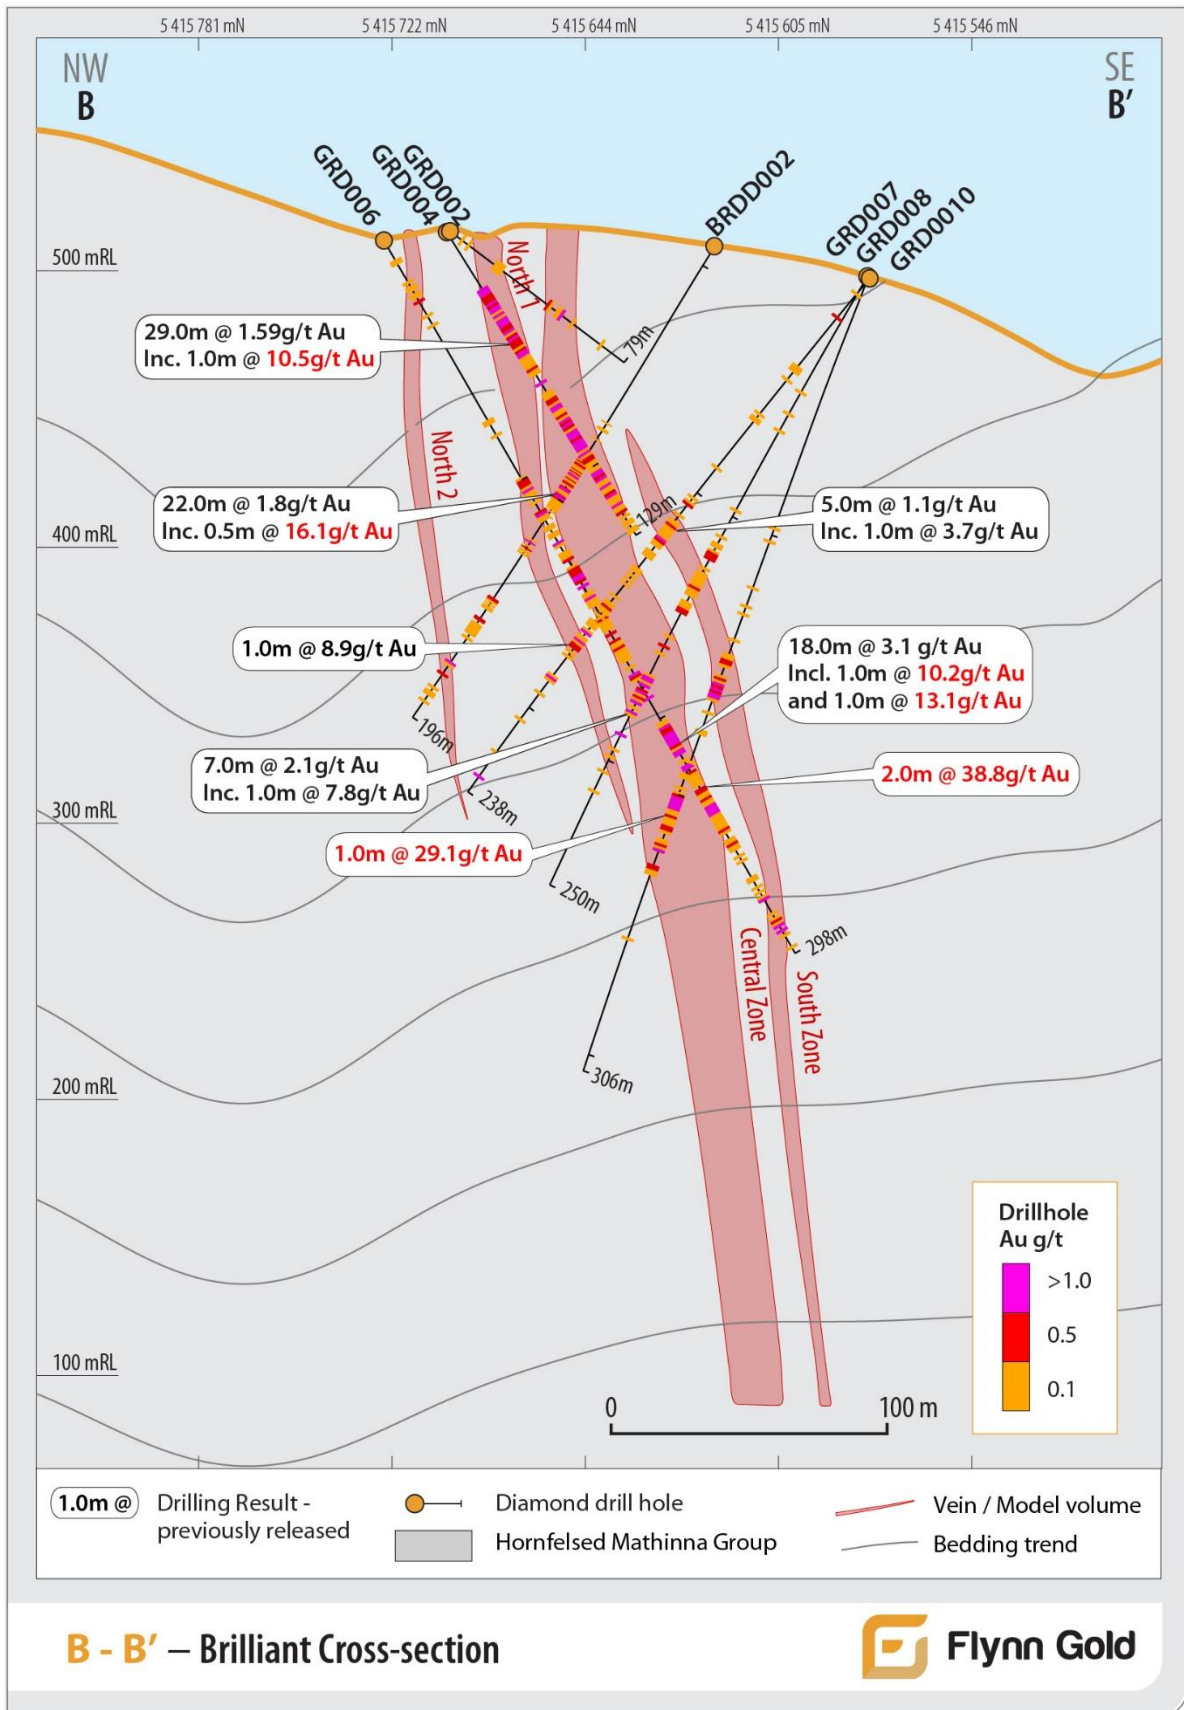 5 415 781 mN
5 415 722 mN
5 415 644 mN
5 415 605 mN
5 415 546 mN
NW
B
SE
B'
GRD006
GRD004
GRD002
BRDD002
GRD007
GRD008
GRD0010
500 mRL
North 1
79m
29.0m @ 1.59g/t Au
Inc. 1.0m @ 10.5g/t Au
North 2
22.0m @ 1.8g/t Au
Inc. 0.5m @ 16.1g/t Au
129m
5.0m @ 1.1g/t Au
Inc. 1.0m @ 3.7g/t Au
400 mRL
1.0m @ 8.9g/t Au
18.0m @ 3.1 g/t Au
Incl. 1.0m @ 10.2g/t Au
and 1.0m @ 13.1g/t Au
196m
7.0m @ 2.1g/t Au
Inc. 1.0m @ 7.8g/t Au
2.0m @ 38.8g/t Au
238m
300 mRL
1.0m @ 29.1g/t Au
250m
298m
Central Zone
South Zone
306m
200 mRL
100 mRL
Drillhole
Au g/t
>1.0
0.5
0.1
0
100 m
1.0m @
Drilling Result -
previously released
Diamond drill hole
Hornfelsed Mathinna Group
Vein / Model volume
Bedding trend
B - B' – Brilliant Cross-section
Flynn Gold